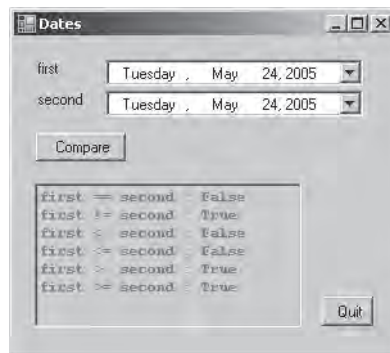 Dates
first Tuesday , May 24, 2005
second Tuesday , May 24, 2005
Compare
first == second : False
first != second : True
first < second : False
first <= second : False
first > second : True
first >= second : True
Quit